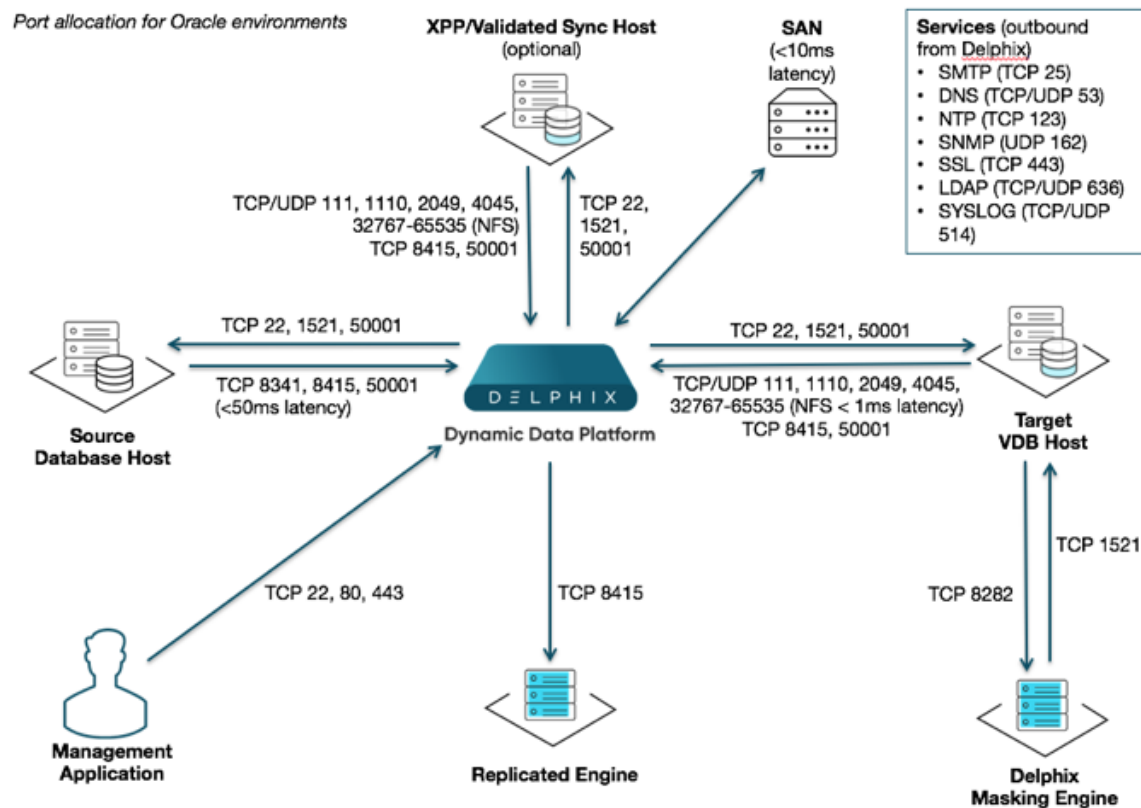 Port allocation for Oracle environments
XPP/Validated Sync Host
(optional)
SAN
(<10ms
latency)
Services (outbound
from Delphix)
• SMTP (TCP 25)
• DNS (TCP/UDP 53)
• NTP (TCP 123)
• SNMP (UDP 162)
• SSL (TCP 443)
• LDAP (TCP/UDP 636)
• SYSLOG (TCP/UDP
514)
TCP/UDP 111, 1110, 2049, 4045,
32767-65535 (NFS)
TCP 8415, 50001
TCP 22,
1521,
50001
TCP 22, 1521, 50001
TCP 8341, 8415, 50001
(<50ms latency)
Source
Database Host
DELPHIX
Dynamic Data Platform
TCP 22, 1521, 50001
TCP/UDP 111, 1110, 2049, 4045,
32767-65535 (NFS < 1ms latency)
TCP 8415, 50001
Target
VDB Host
TCP 22, 80, 443
TCP 8415
TCP 8282
TCP 1521
Management
Application
Replicated Engine
Delphix
Masking Engine